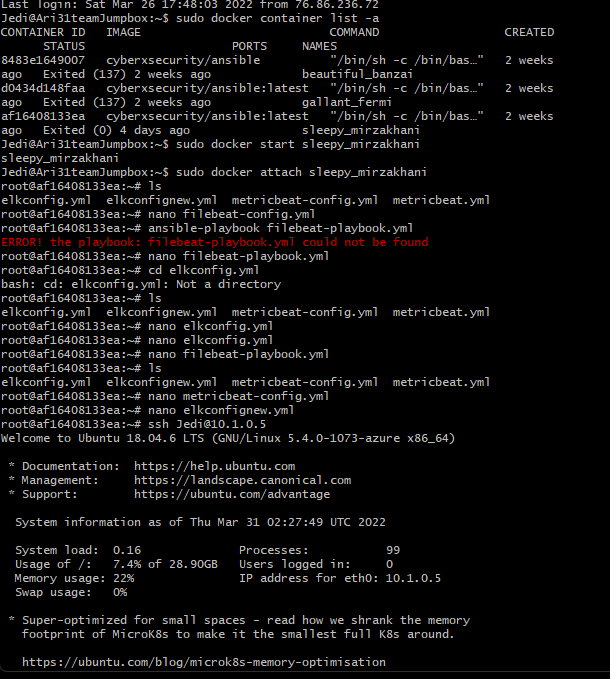 Last login: Sat Mar 26 17:48:03 2022 from 76.86.236.72
Jedi@Ari31teamJumpbox:~$ sudo docker container list -a
CONTAINER ID   IMAGE                          COMMAND                  CREATED
      STATUS                     PORTS     NAMES
8483e1649007   cyberxsecurity/ansible         "/bin/sh -c /bin/bas…"   2 weeks
ago   Exited (137) 2 weeks ago             beautiful_banzai
d0434d148faa   cyberxsecurity/ansible:latest   "/bin/sh -c /bin/bas…"   2 weeks
ago   Exited (137) 2 weeks ago             gallant_fermi
af16408133ea   cyberxsecurity/ansible:latest   "/bin/sh -c /bin/bas…"   2 weeks
ago   Exited (0) 4 days ago                sleepy_mirzakhani
Jedi@Ari31teamJumpbox:~$ sudo docker start sleepy_mirzakhani
sleepy_mirzakhani
Jedi@Ari31teamJumpbox:~$ sudo docker attach sleepy_mirzakhani
root@af16408133ea:~# ls
elkconfig.yml  elkconfignew.yml  metricbeat-config.yml  metricbeat.yml
root@af16408133ea:~# nano filebeat-config.yml
root@af16408133ea:~# ansible-playbook filebeat-playbook.yml
ERROR! the playbook: filebeat-playbook.yml could not be found
root@af16408133ea:~# nano filebeat-playbook.yml
root@af16408133ea:~# cd elkconfig.yml
bash: cd: elkconfig.yml: Not a directory
root@af16408133ea:~# ls
elkconfig.yml  elkconfignew.yml  metricbeat-config.yml  metricbeat.yml
root@af16408133ea:~# nano elkconfig.yml
root@af16408133ea:~# nano elkconfig.yml
root@af16408133ea:~# nano filebeat-playbook.yml
root@af16408133ea:~# ls
elkconfig.yml  elkconfignew.yml  metricbeat-config.yml  metricbeat.yml
root@af16408133ea:~# nano metricbeat-config.yml
root@af16408133ea:~# nano elkconfignew.yml
root@af16408133ea:~# ssh Jedi@10.1.0.5
Welcome to Ubuntu 18.04.6 LTS (GNU/Linux 5.4.0-1073-azure x86_64)
 * Documentation:  https://help.ubuntu.com
 * Management:     https://landscape.canonical.com
 * Support:        https://ubuntu.com/advantage
  System information as of Thu Mar 31 02:27:49 UTC 2022
  System load:  0.16              Processes:           99
  Usage of /:   7.4% of 28.90GB   Users logged in:     0
  Memory usage: 22%               IP address for eth0: 10.1.0.5
  Swap usage:   0%
 * Super-optimized for small spaces - read how we shrank the memory
   footprint of MicroK8s to make it the smallest full K8s around.
   https://ubuntu.com/blog/microk8s-memory-optimisation